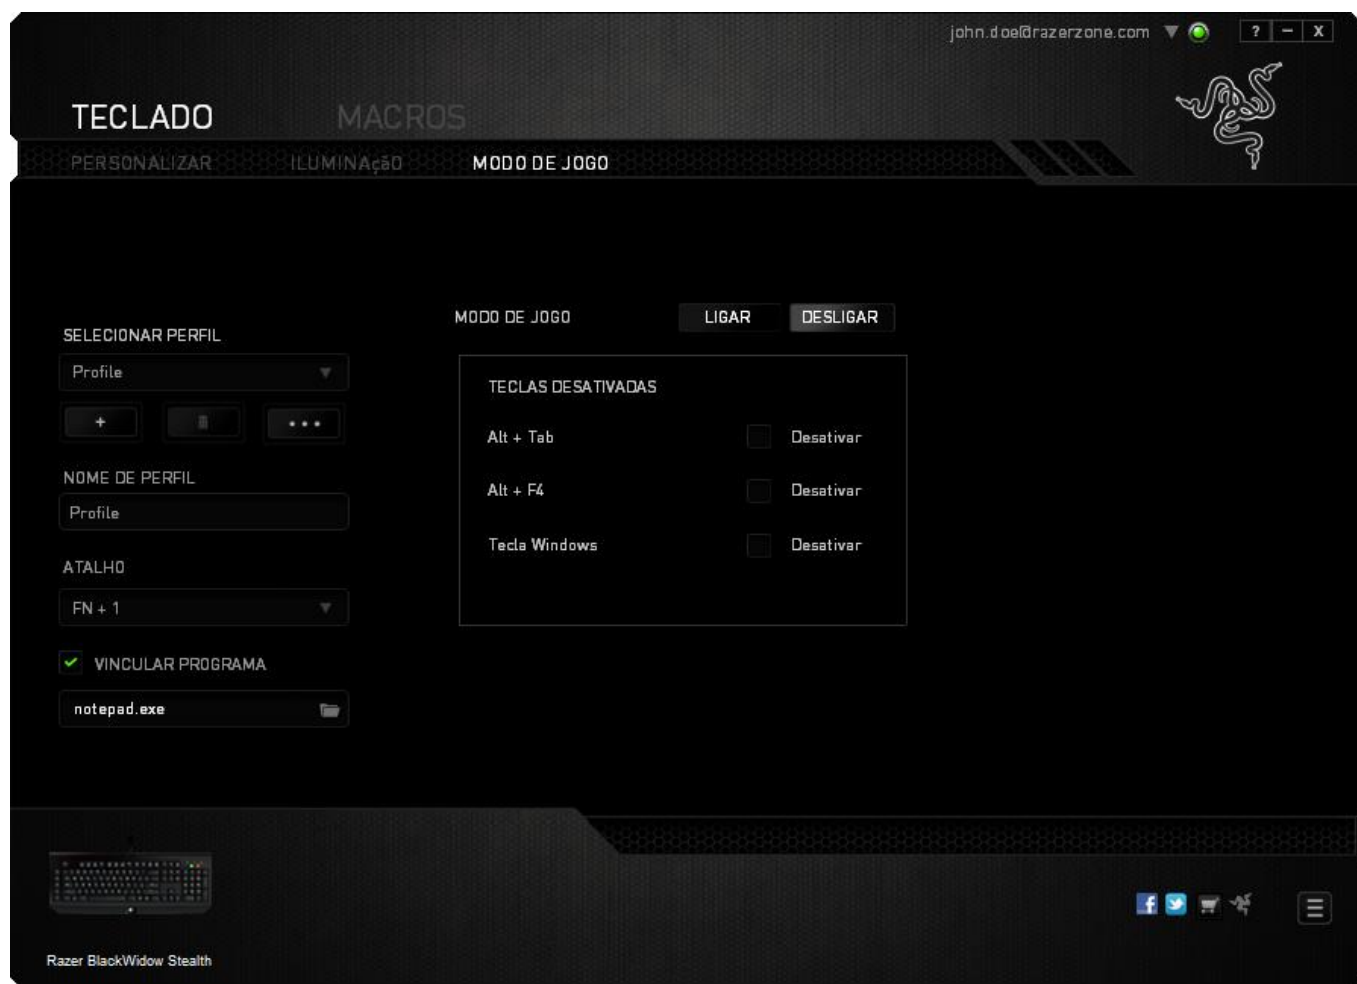 john.doe@razerzone.com
? – X
TECLADO MACROS
PERSONALIZAR ILUMINAção MODO DE JOGO
SELECIONAR PERFIL
Profile
+ •••
NOME DE PERFIL
Profile
ATALHO
FN + 1
VINCULAR PROGRAMA
notepad.exe
MODO DE JOGO LIGAR DESLIGAR
TECLAS DESATIVADAS
Alt + Tab Desativar
Alt + F4 Desativar
Tecla Windows Desativar
Razer BlackWidow Stealth